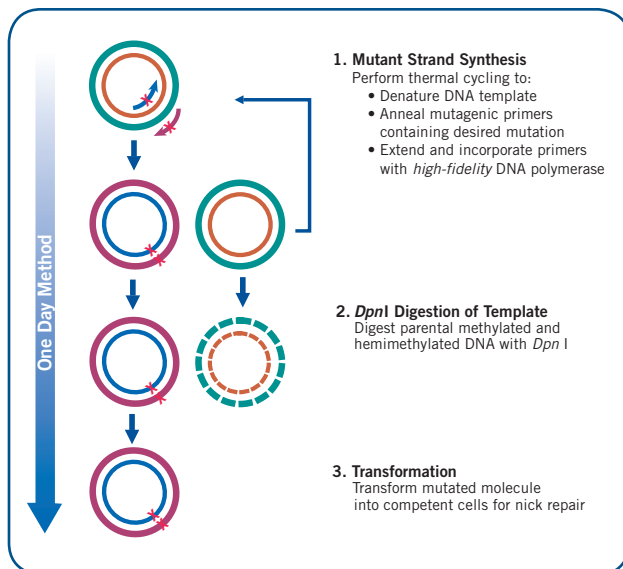 One Day Method
1. Mutant Strand Synthesis
Perform thermal cycling to:
• Denature DNA template
• Anneal mutagenic primers
containing desired mutation
• Extend and incorporate primers
with high-fidelity DNA polymerase
2. DpnI Digestion of Template
Digest parental methylated and
hemimethylated DNA with Dpn I
3. Transformation
Transform mutated molecule
into competent cells for nick repair